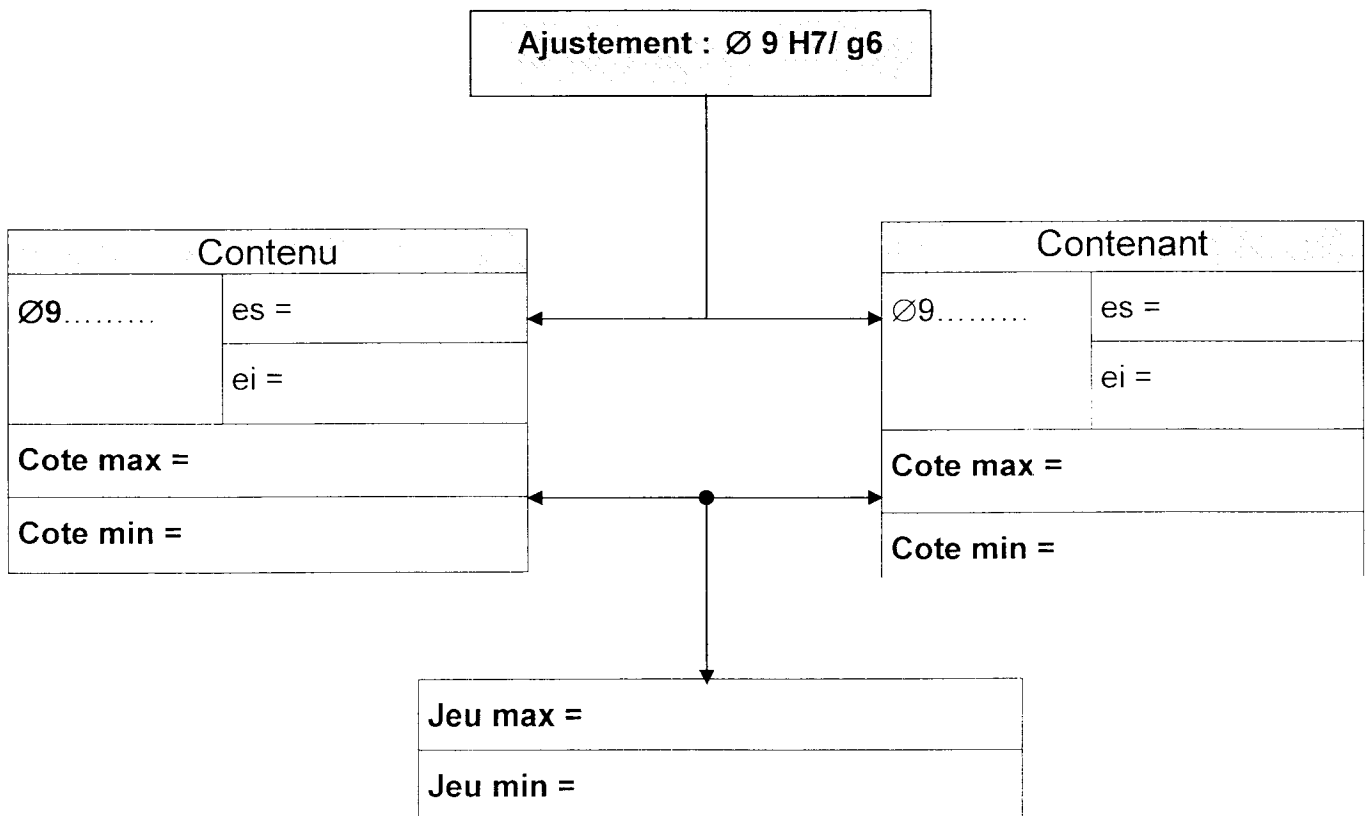 Ajustement : Ø 9 H7/ g6
Contenu
Ø9.........
es =
ei =
Cote max =
Cote min =
Contenant
Ø9.........
es =
ei =
Cote max =
Cote min =
Jeu max =
Jeu min =